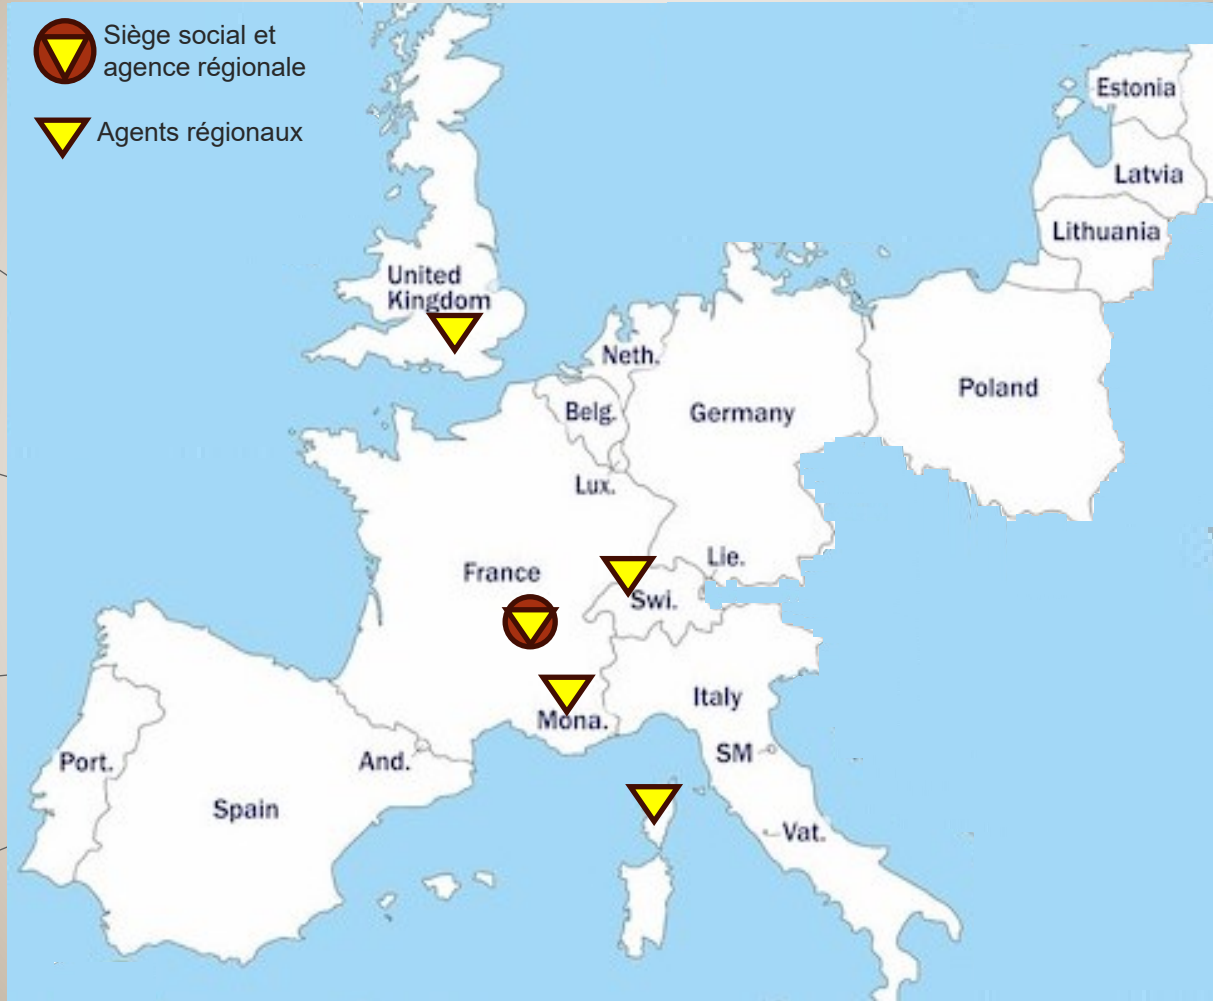 Siège social et
agence régionale
Agents régionaux
Estonia
Latvia
Lithuania
United
Kingdom
Neth.
Poland
Belg.
Germany
Lux.
Lie.
France
Swi.
Italy
Mona.
SM
Port.
And.
Spain
Vat.